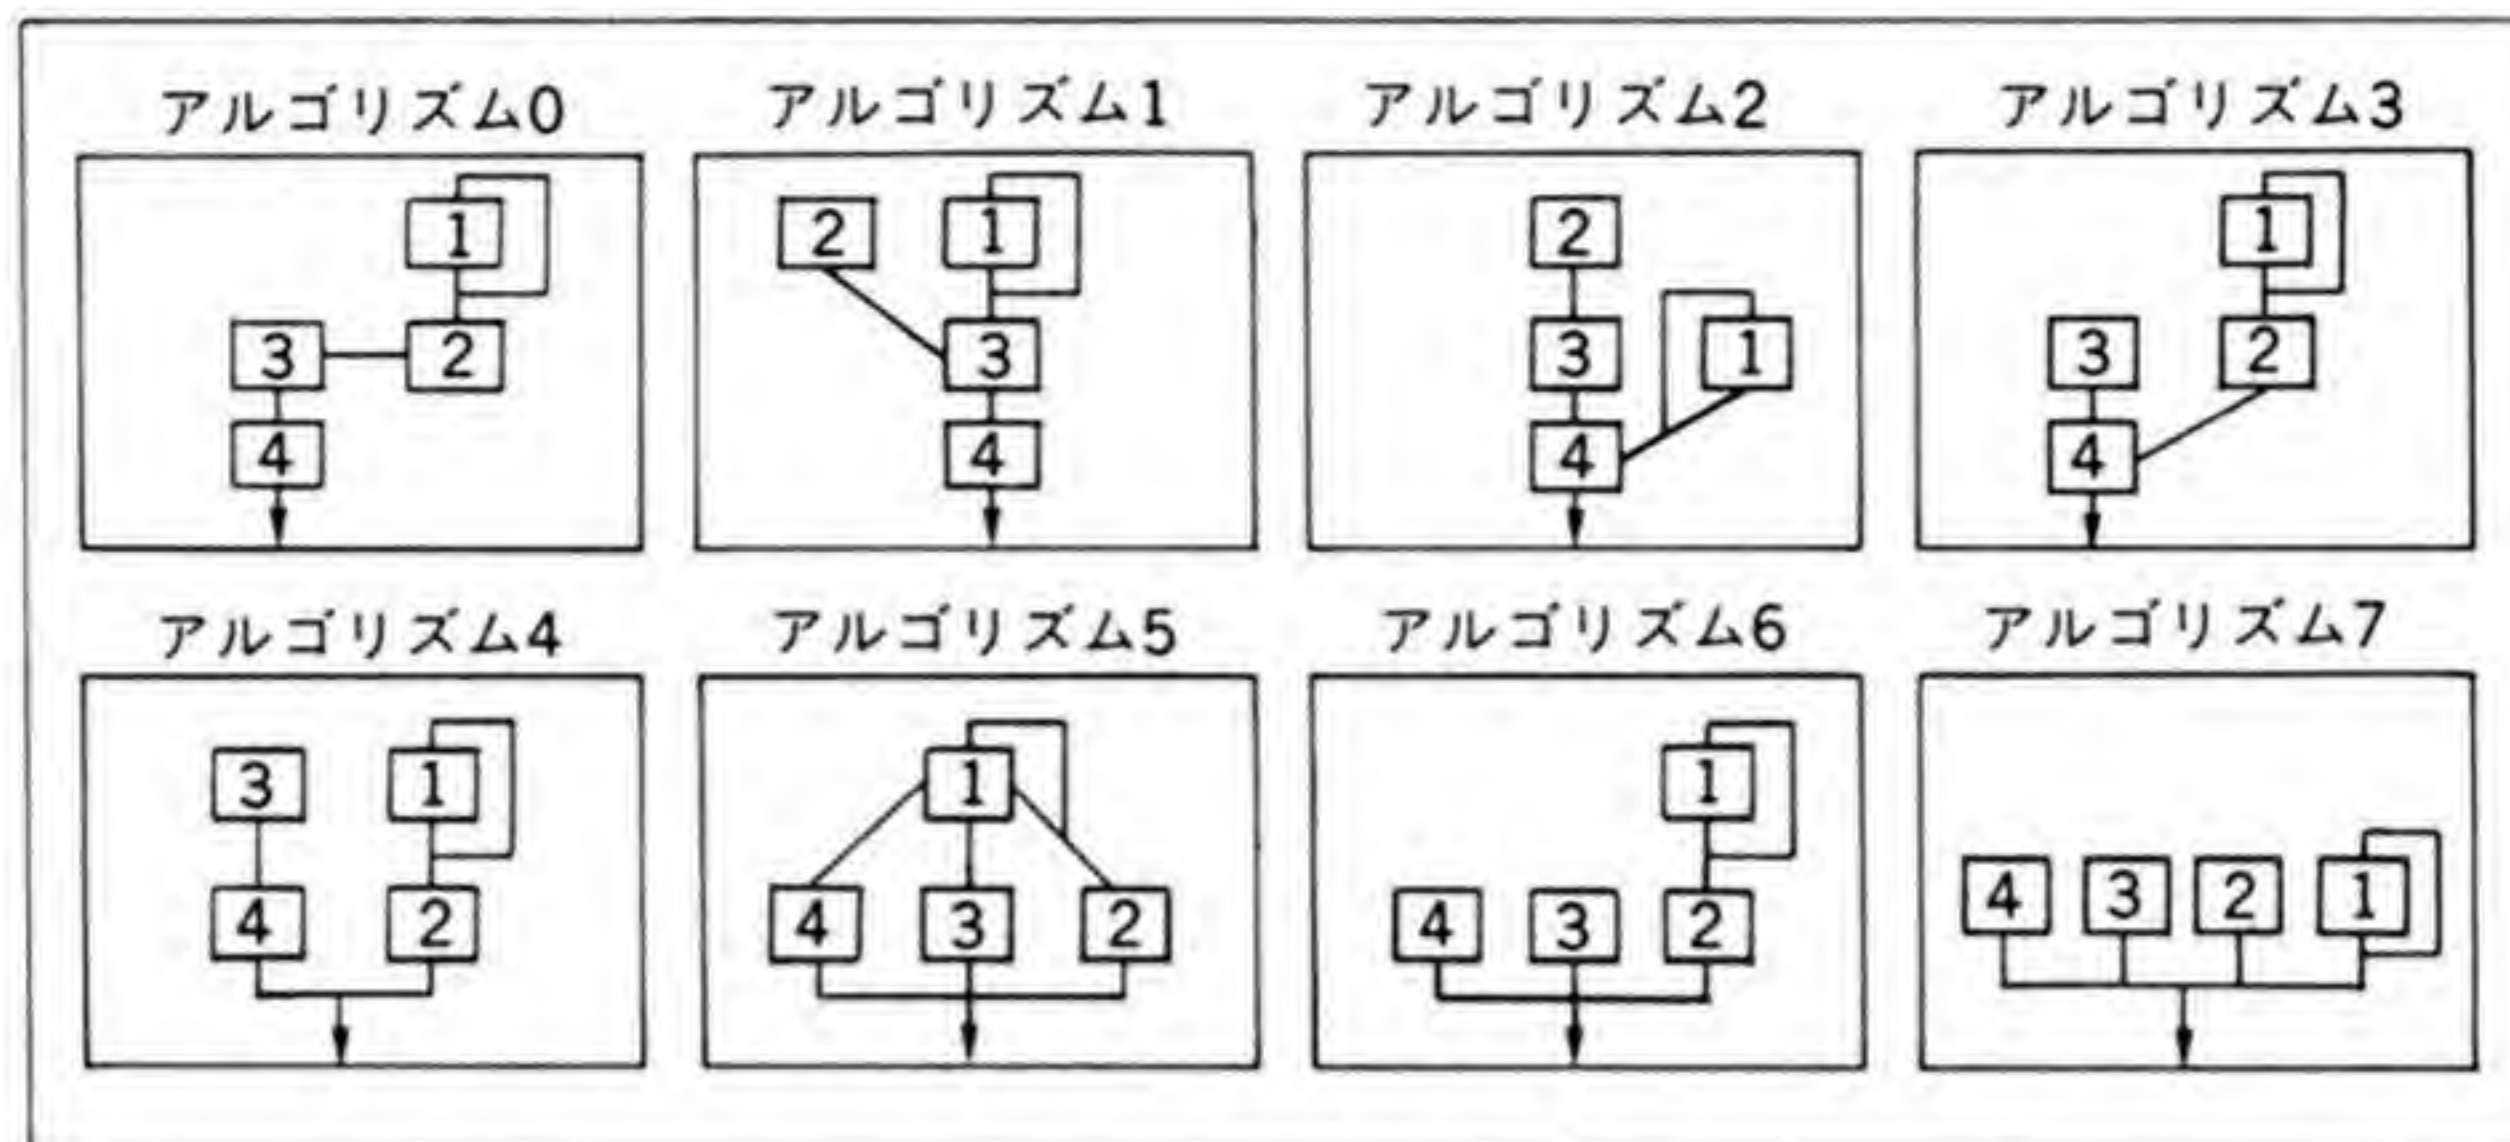 アルゴリズム0 アルゴリズム1 アルゴリズム2 アルゴリズム3
1 2 1 2 1
3 2 3 3 1 3 2
4 4 4 4
アルゴリズム4 アルゴリズム5 アルゴリズム6 アルゴリズム7
3 1 1 1
4 2 4 3 2 4 3 2 4 3 2 1